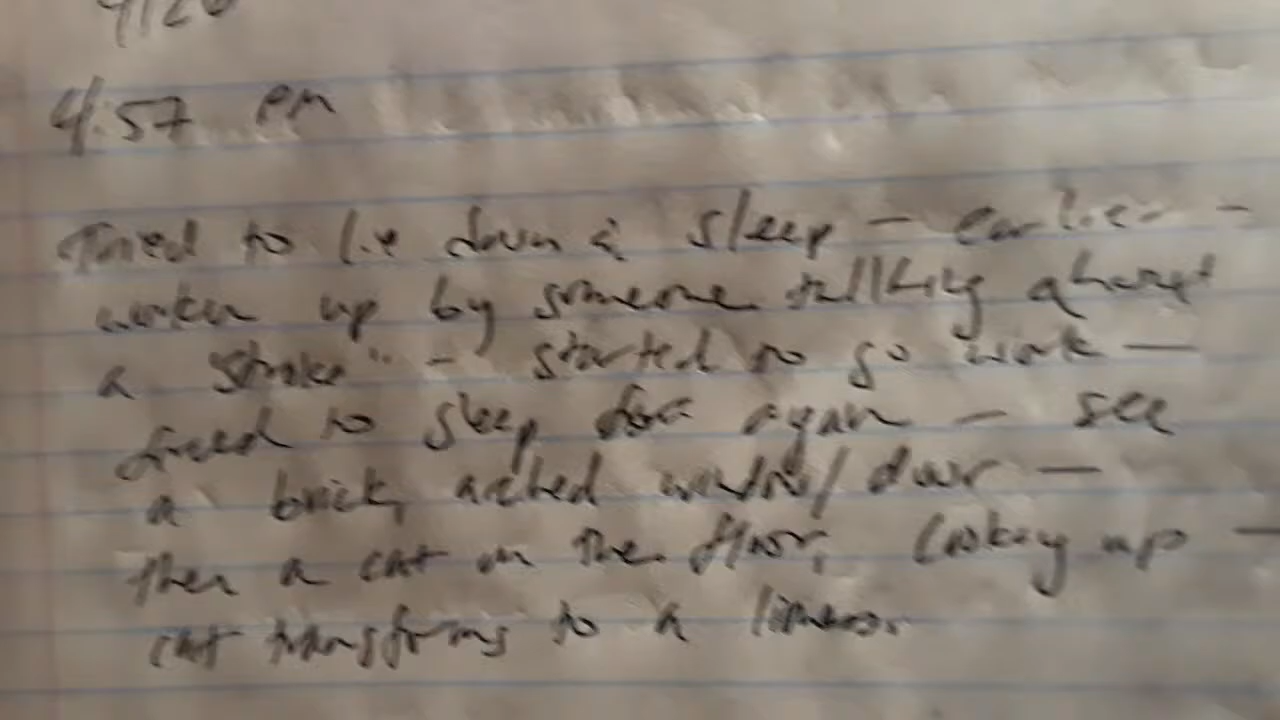 4/20
4:57 PM
Tried to lie down & sleep — earlier —
woken up by someone talking about
a "stroke" — started to go work —
tried to sleep again — see
a brick, arched window/door —
then a cat on the floor, looking up —
cat transforms to a